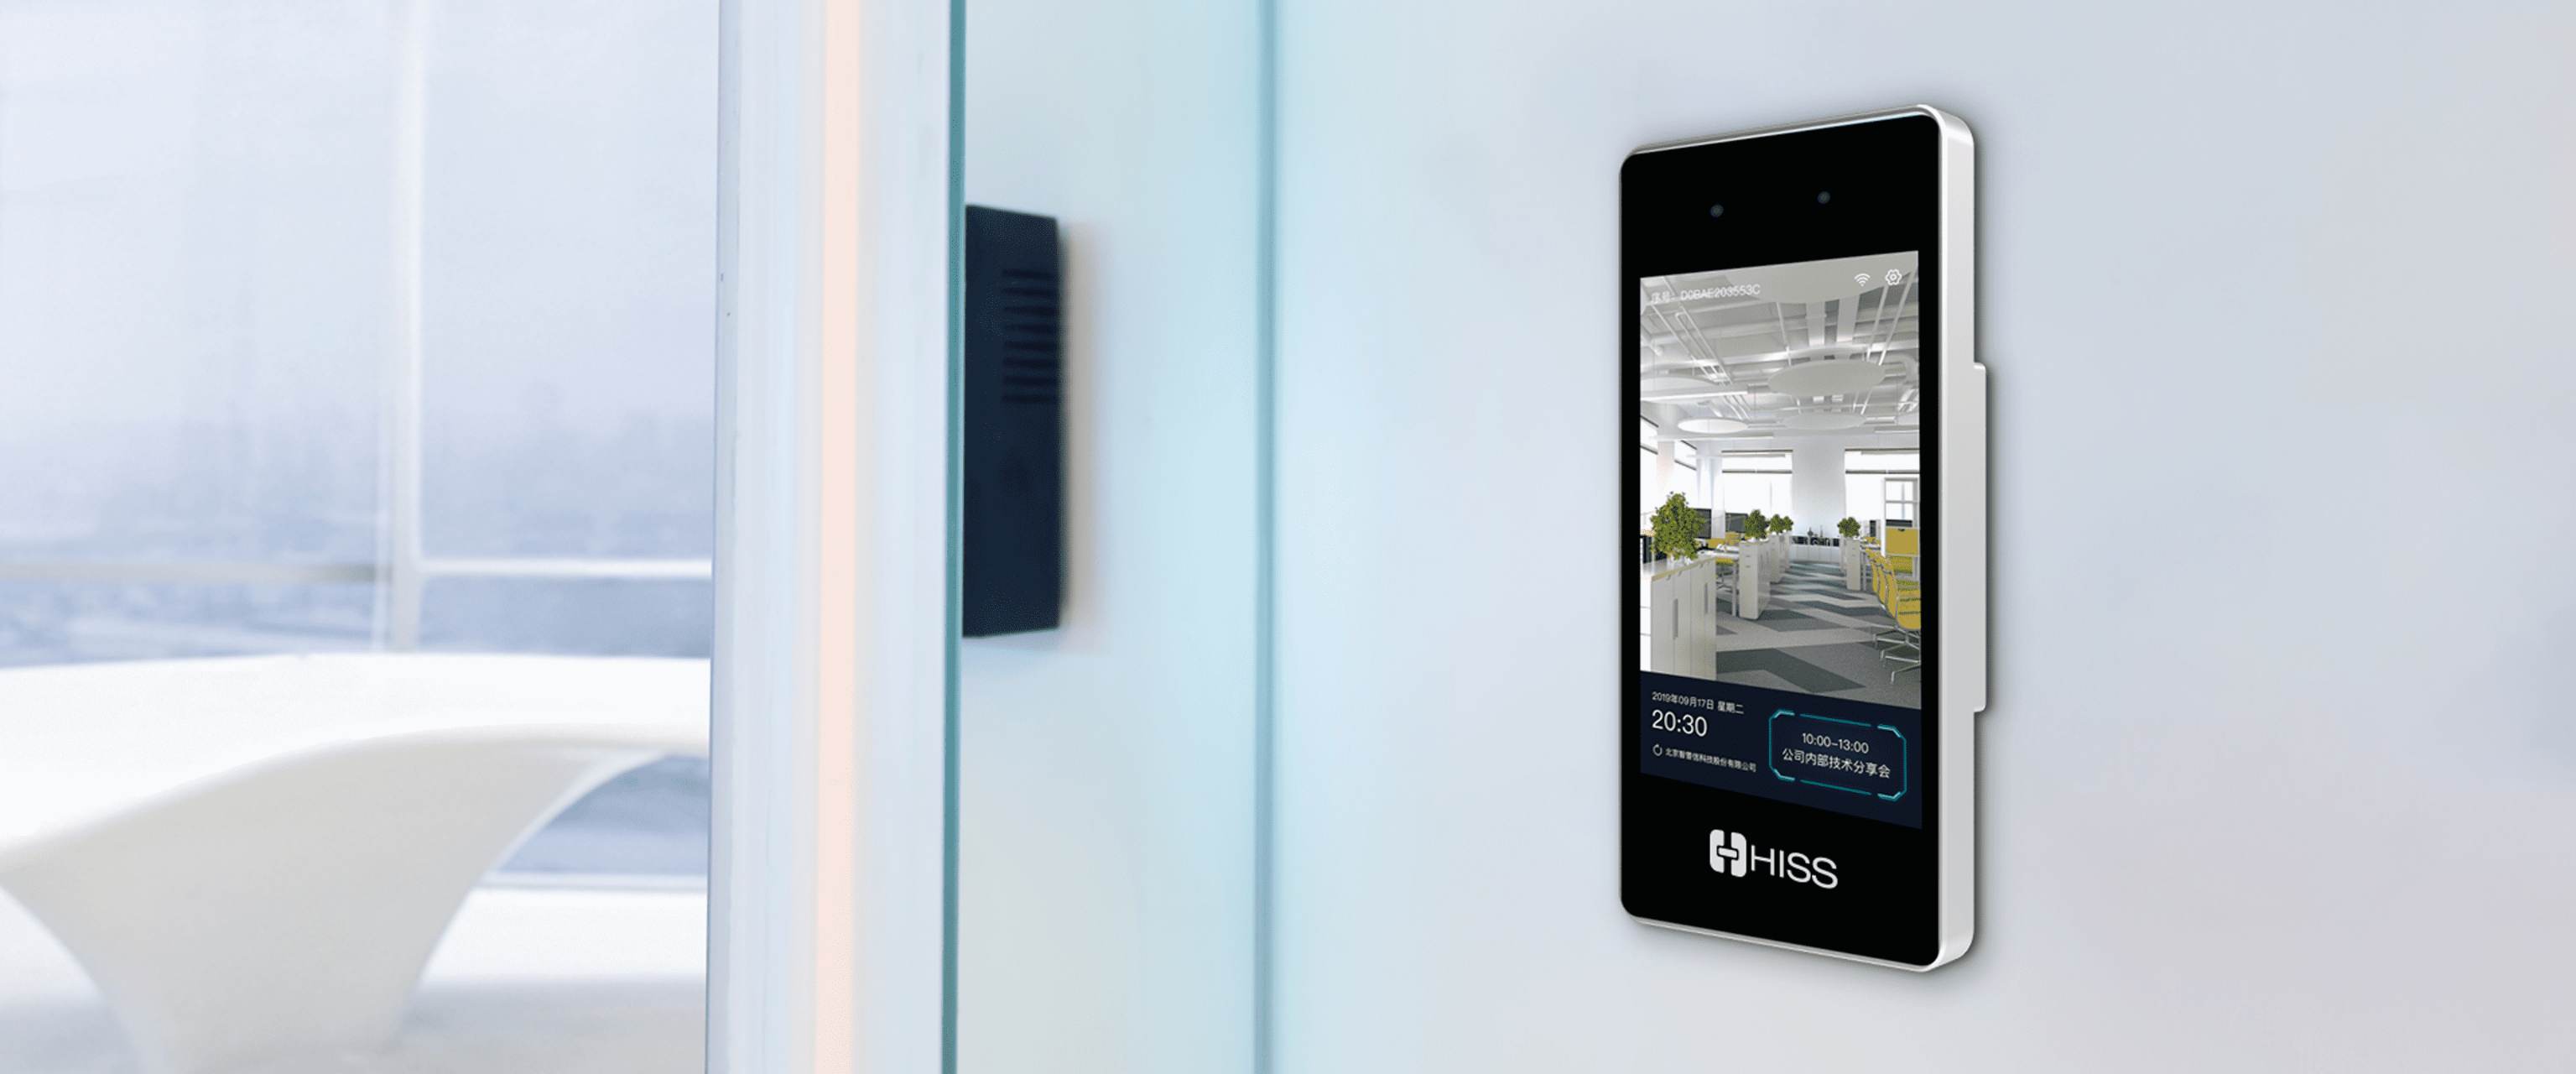 序号 D0BAE203553C
2019年09月17日 星期二
20:30
北京智慧信科技股份有限公司
10:00-13:00
公司内部技术分享会
HISS